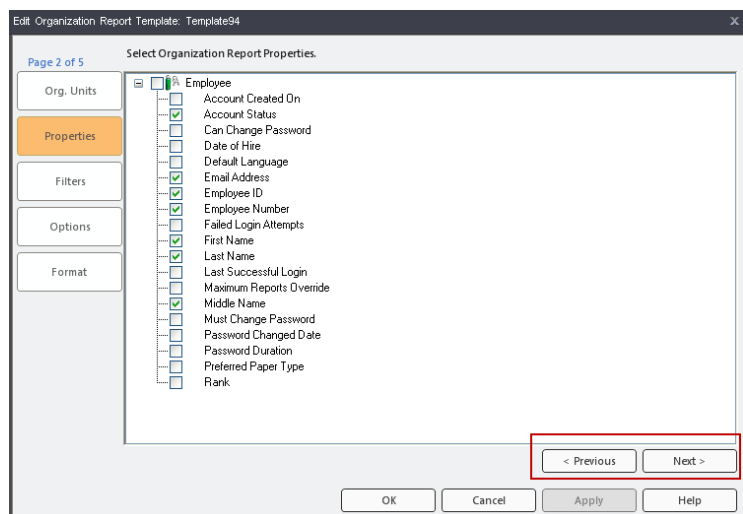 Edit Organization Report Template: Template94
X
Page 2 of 5
Select Organization Report Properties.
Org. Units
Properties
Filters
Options
Format
Employee
Account Created On
Account Status
Can Change Password
Date of Hire
Default Language
Email Address
Employee ID
Employee Number
Failed Login Attempts
First Name
Last Name
Last Successful Login
Maximum Reports Override
Middle Name
Must Change Password
Password Changed Date
Password Duration
Preferred Paper Type
Rank
< Previous
Next >
OK
Cancel
Apply
Help